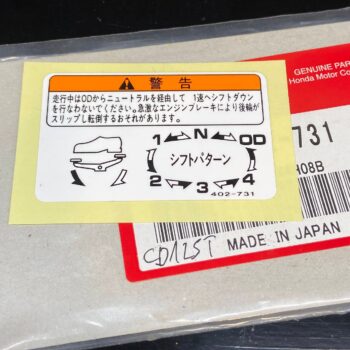 警告
走行中はODからニュートラルを経由して 1速へシフトダウン
を行なわないでください。急激なエンジンブレーキにより後輪が
スリップし転倒するおそれがあります。
1 N OD
シフトパターン
2 3 4
402-731
GENUINE PAR
Honda Motor Co
731
H08B
CD125T
MADE IN JAPAN